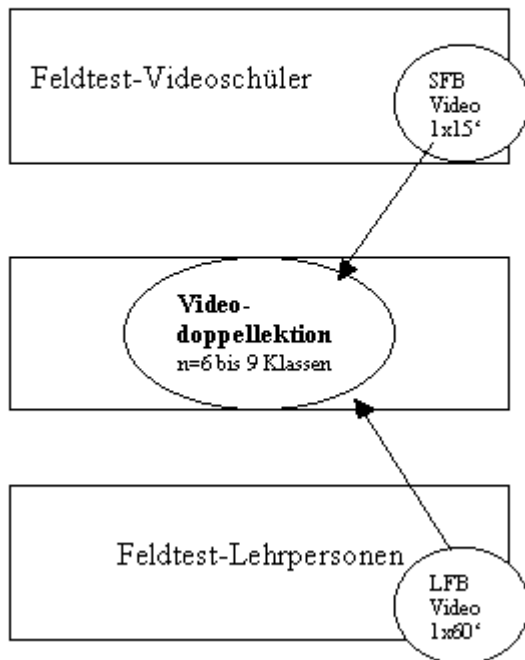 Feldtest-Videoschüler
SFB
Video
1x15‘
Video-
doppellektion
n=6 bis 9 Klassen
Feldtest-Lehrpersonen
LFB
Video
1x60‘